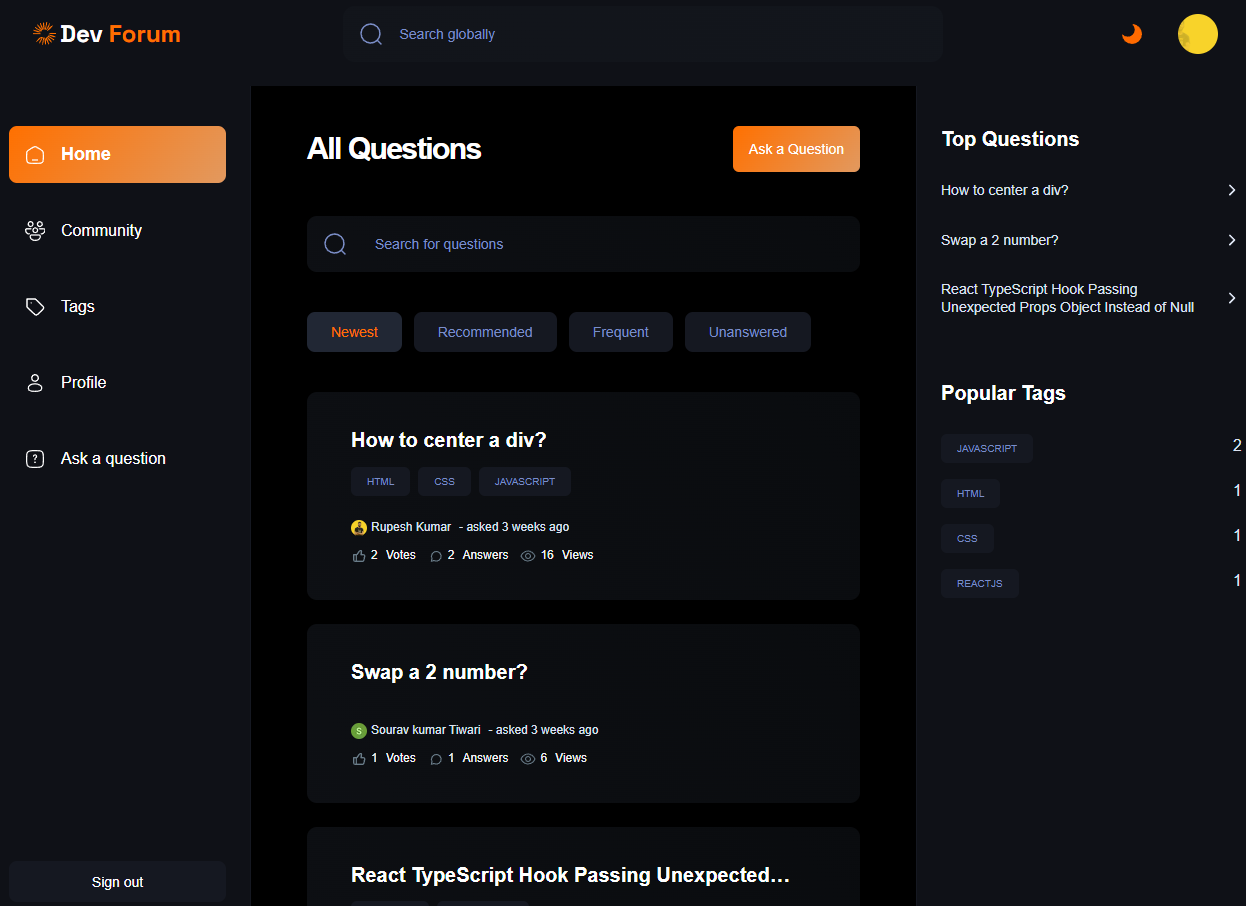 Dev Forum
Search globally
Home
Community
Tags
Profile
Ask a question
Sign out
All Questions
Ask a Question
Search for questions
Newest
Recommended
Frequent
Unanswered
How to center a div?
HTML
CSS
JAVASCRIPT
Rupesh Kumar - asked 3 weeks ago
2 Votes 2 Answers 16 Views
Swap a 2 number?
S Sourav kumar Tiwari - asked 3 weeks ago
1 Votes 1 Answers 6 Views
React TypeScript Hook Passing Unexpected...
Top Questions
How to center a div?
Swap a 2 number?
React TypeScript Hook Passing
Unexpected Props Object Instead of Null
Popular Tags
JAVASCRIPT 2
HTML 1
CSS 1
REACTJS 1